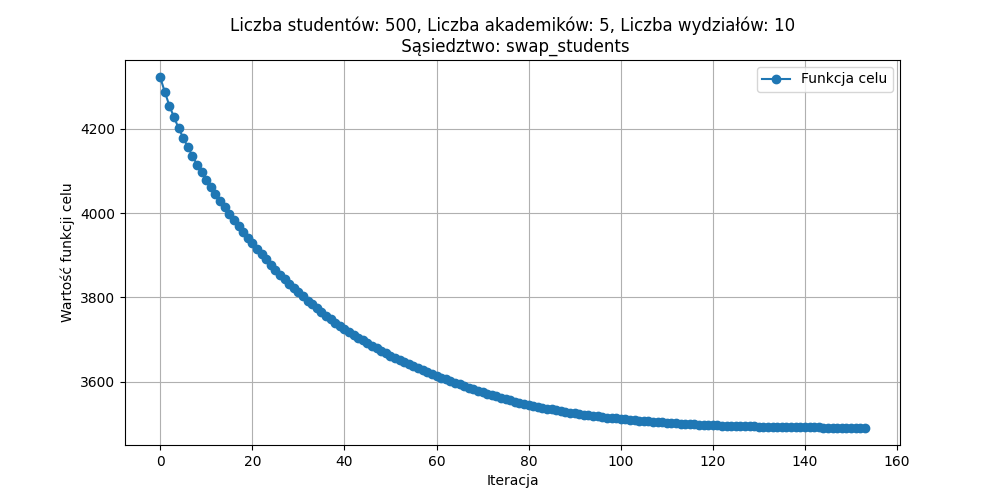 Liczba studentów: 500, Liczba akademików: 5, Liczba wydziałów: 10
Sąsiedztwo: swap_students
Funkcja celu
Wartość funkcji celu
4200
4000
3800
3600
0 20 40 60 80 100 120 140 160
Iteracja